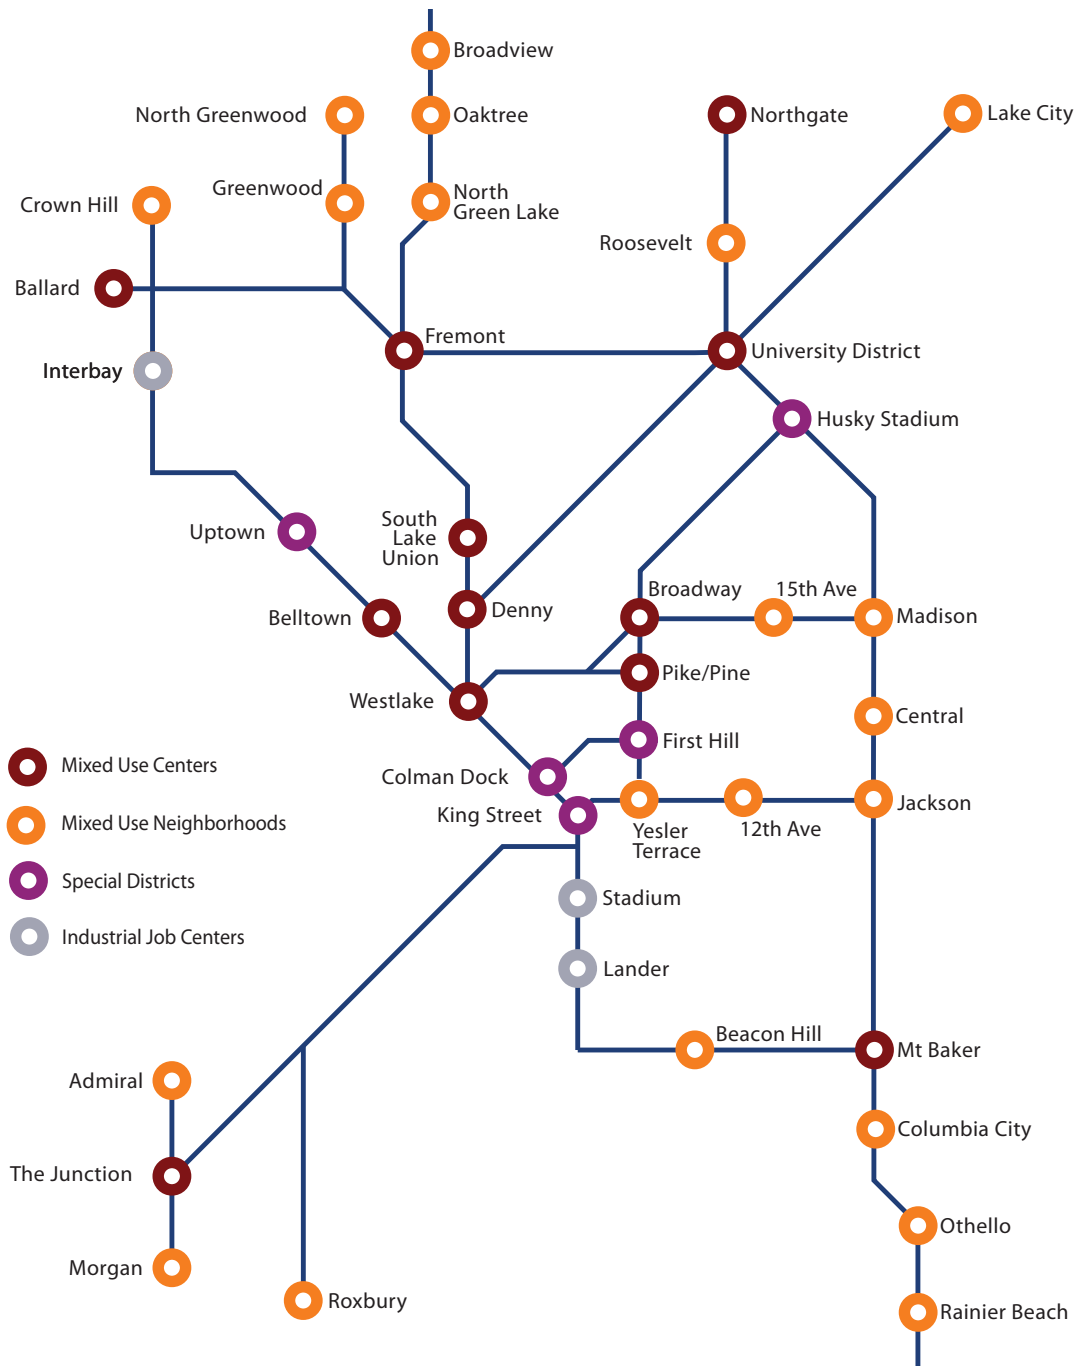 Broadview
North Greenwood
Oaktree
Northgate
Lake City
Greenwood
North
Green Lake
Crown Hill
Roosevelt
Ballard
Fremont
University District
Interbay
Husky Stadium
Uptown
South
Lake
Union
Belltown
Denny
Broadway
15th Ave
Madison
Pike/Pine
Westlake
Central
First Hill
Mixed Use Centers
Colman Dock
Mixed Use Neighborhoods
King Street
Yesler
Terrace
12th Ave
Jackson
Special Districts
Stadium
Industrial Job Centers
Lander
Beacon Hill
Mt Baker
Admiral
Columbia City
The Junction
Othello
Morgan
Roxbury
Rainier Beach